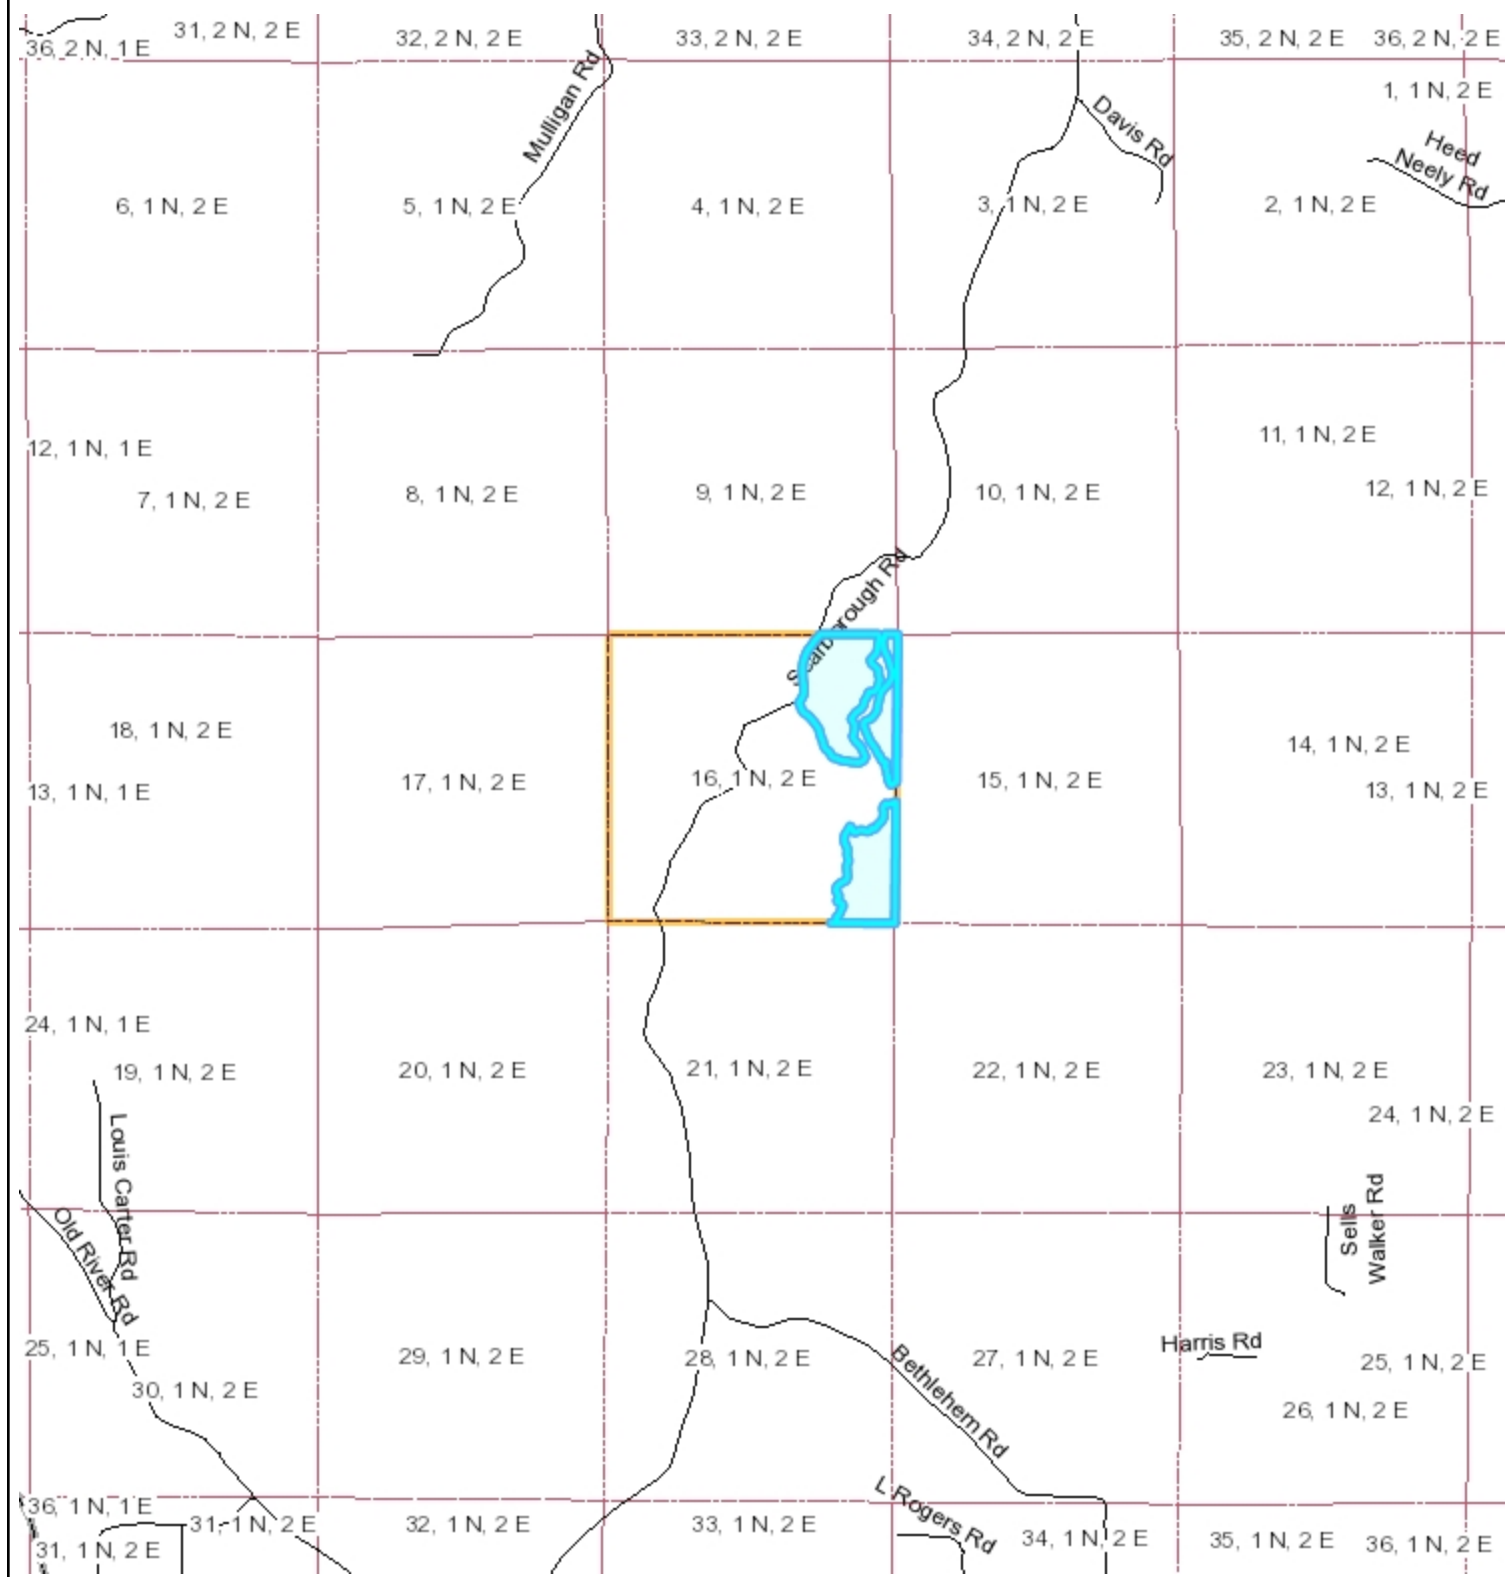 31, 2 N, 2 E
36, 2 N, 1 E
32, 2 N, 2 E
33, 2 N, 2 E
34, 2 N, 2 E
35, 2 N, 2 E
36, 2 N, 2 E
1, 1 N, 2 E
Mulligan Rd
Davis Rd
Heed
Neely Rd
6, 1 N, 2 E
5, 1 N, 2 E
4, 1 N, 2 E
3, 1 N, 2 E
2, 1 N, 2 E
12, 1 N, 1 E
7, 1 N, 2 E
8, 1 N, 2 E
9, 1 N, 2 E
10, 1 N, 2 E
11, 1 N, 2 E
12, 1 N, 2 E
Scarborough Rd
18, 1 N, 2 E
13, 1 N, 1 E
17, 1 N, 2 E
16, 1 N, 2 E
15, 1 N, 2 E
14, 1 N, 2 E
13, 1 N, 2 E
24, 1 N, 1 E
19, 1 N, 2 E
20, 1 N, 2 E
21, 1 N, 2 E
22, 1 N, 2 E
23, 1 N, 2 E
24, 1 N, 2 E
Louis Carter Rd
Old River Rd
Sells
Walker Rd
Harris Rd
25, 1 N, 1 E
30, 1 N, 2 E
29, 1 N, 2 E
28, 1 N, 2 E
27, 1 N, 2 E
Bethlehem Rd
25, 1 N, 2 E
26, 1 N, 2 E
L Rogers Rd
36, 1 N, 1 E
31, 1 N, 2 E
31, 1 N, 2 E
32, 1 N, 2 E
33, 1 N, 2 E
34, 1 N, 2 E
35, 1 N, 2 E
36, 1 N, 2 E